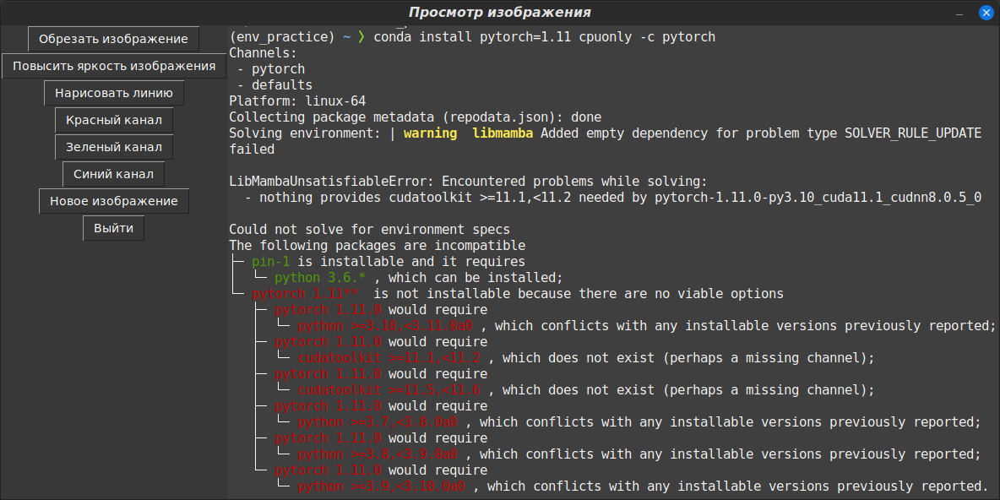 Просмотр изображения
Обрезать изображение
Повысить яркость изображения
Нарисовать линию
Красный канал
Зеленый канал
Синий канал
Новое изображение
Выйти
(env_practice) ~ ❯ conda install pytorch=1.11 cpuonly -c pytorch
Channels:
- pytorch
- defaults
Platform: linux-64
Collecting package metadata (repodata.json): done
Solving environment: | warning  libmamba Added empty dependency for problem type SOLVER_RULE_UPDATE
failed
LibMambaUnsatisfiableError: Encountered problems while solving:
- nothing provides cudatoolkit >=11.1,<11.2 needed by pytorch-1.11.0-py3.10_cuda11.1_cudnn8.0.5_0
Could not solve for environment specs
The following packages are incompatible
├─ pin-1 is installable and it requires
│  └─ python 3.6.* , which can be installed;
└─ pytorch 1.11**  is not installable because there are no viable options
├─ pytorch 1.11.0 would require
│  └─ python >=3.10,<3.11.0a0 , which conflicts with any installable versions previously reported;
├─ pytorch 1.11.0 would require
│  └─ cudatoolkit >=11.1,<11.2 , which does not exist (perhaps a missing channel);
├─ pytorch 1.11.0 would require
│  └─ cudatoolkit >=11.5,<11.6 , which does not exist (perhaps a missing channel);
├─ pytorch 1.11.0 would require
│  └─ python >=3.7,<3.8.0a0 , which conflicts with any installable versions previously reported;
├─ pytorch 1.11.0 would require
│  └─ python >=3.8,<3.9.0a0 , which conflicts with any installable versions previously reported;
└─ pytorch 1.11.0 would require
└─ python >=3.9,<3.10.0a0 , which conflicts with any installable versions previously reported.